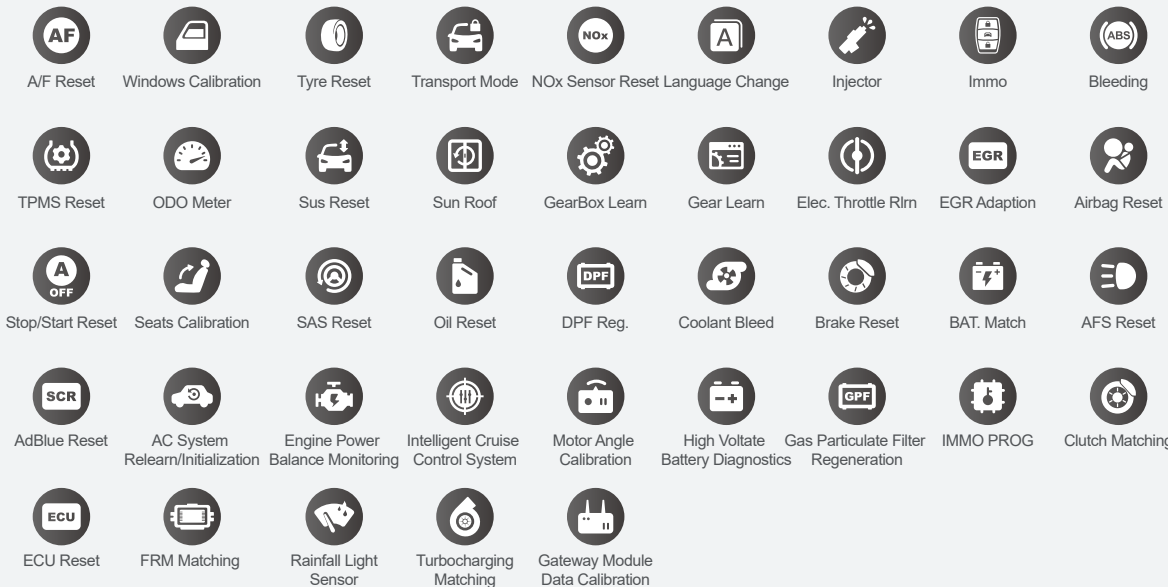 AF
NOx
A
ABS
A/F Reset
Windows Calibration
Tyre Reset
Transport Mode
NOx Sensor Reset
Language Change
Injector
Immo
Bleeding
EGR
TPMS Reset
ODO Meter
Sus Reset
Sun Roof
GearBox Learn
Gear Learn
Elec. Throttle Rlrn
EGR Adaption
Airbag Reset
A
OFF
DPF
Stop/Start Reset
Seats Calibration
SAS Reset
Oil Reset
DPF Reg.
Coolant Bleed
Brake Reset
BAT. Match
AFS Reset
SCR
GPF
AdBlue Reset
AC System
Relearn/Initialization
Engine Power
Balance Monitoring
Intelligent Cruise
Control System
Motor Angle
Calibration
High Voltate
Battery Diagnostics
Gas Particulate Filter
Regeneration
IMMO PROG
Clutch Matching
ECU
ECU Reset
FRM Matching
Rainfall Light
Sensor
Turbocharging
Matching
Gateway Module
Data Calibration